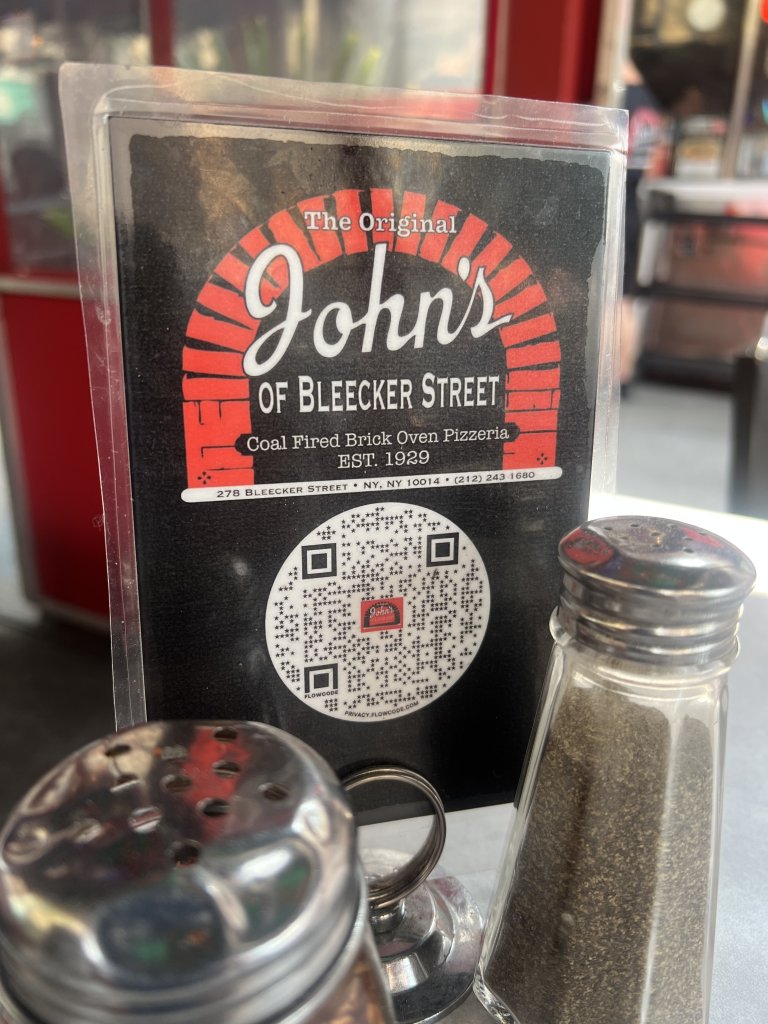 The Original
John's
OF BLEECKER STREET
Coal Fired Brick Oven Pizzeria
EST. 1929
278 BLEECKER STREET • NY, NY 10014 • (212) 243 1680
John's
FLOWCODE
PRIVACY.FLOWCODE.COM